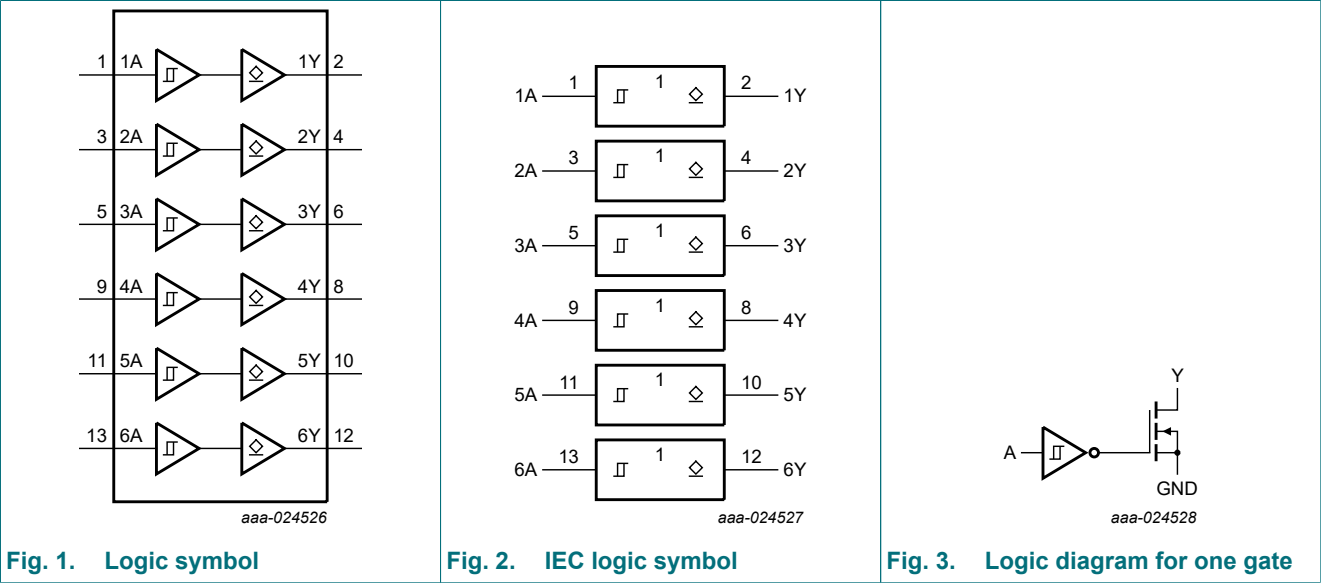 1 1A 1Y 2
3 2A 2Y 4
5 3A 3Y 6
9 4A 4Y 8
11 5A 5Y 10
13 6A 6Y 12
aaa-024526
Fig. 1. Logic symbol
1A 1 1 2 1Y
2A 3 1 4 2Y
3A 5 1 6 3Y
4A 9 1 8 4Y
5A 11 1 10 5Y
6A 13 1 12 6Y
aaa-024527
Fig. 2. IEC logic symbol
Y
A
GND
aaa-024528
Fig. 3. Logic diagram for one gate